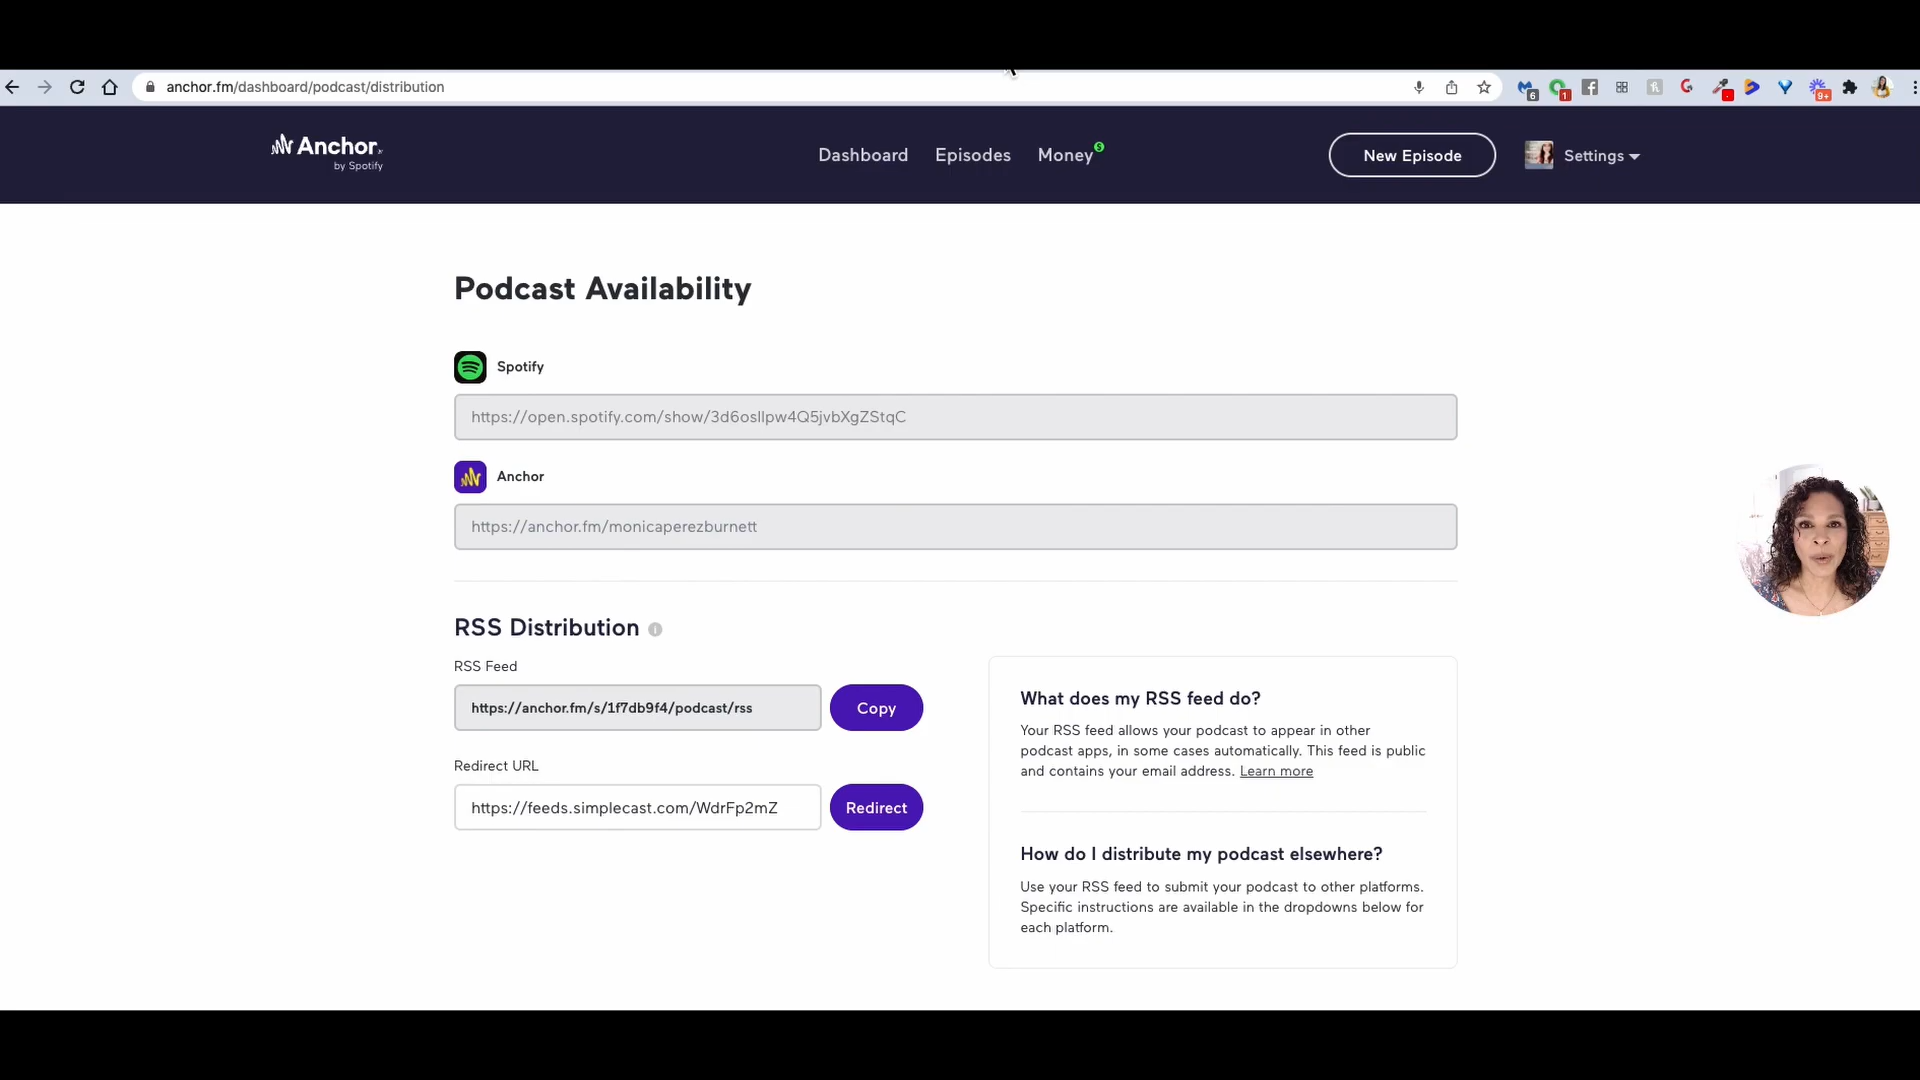 anchor.fm/dashboard/podcast/distribution
6
1
9+
Anchor
by Spotify
Dashboard
Episodes
Money
$
New Episode
Settings
Podcast Availability
Spotify
https://open.spotify.com/show/3d6osllpw4Q5jvbXgZStqC
Anchor
https://anchor.fm/monicaperezburnett
RSS Distribution
RSS Feed
https://anchor.fm/s/1f7db9f4/podcast/rss
Copy
Redirect URL
https://feeds.simplecast.com/WdrFp2mZ
Redirect
What does my RSS feed do?
Your RSS feed allows your podcast to appear in other
podcast apps, in some cases automatically. This feed is public
and contains your email address. Learn more
How do I distribute my podcast elsewhere?
Use your RSS feed to submit your podcast to other platforms.
Specific instructions are available in the dropdowns below for
each platform.